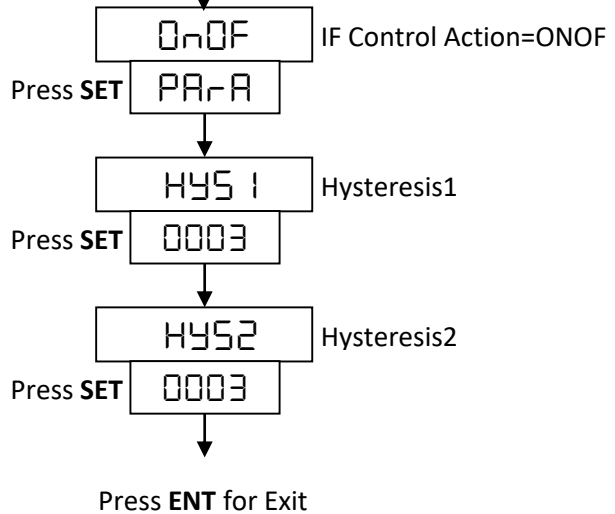 OnOF IF Control Action=ONOF
Press SET PArA
HYS1 Hysteresis1
Press SET 0003
HYS2 Hysteresis2
Press SET 0003
Press ENT for Exit